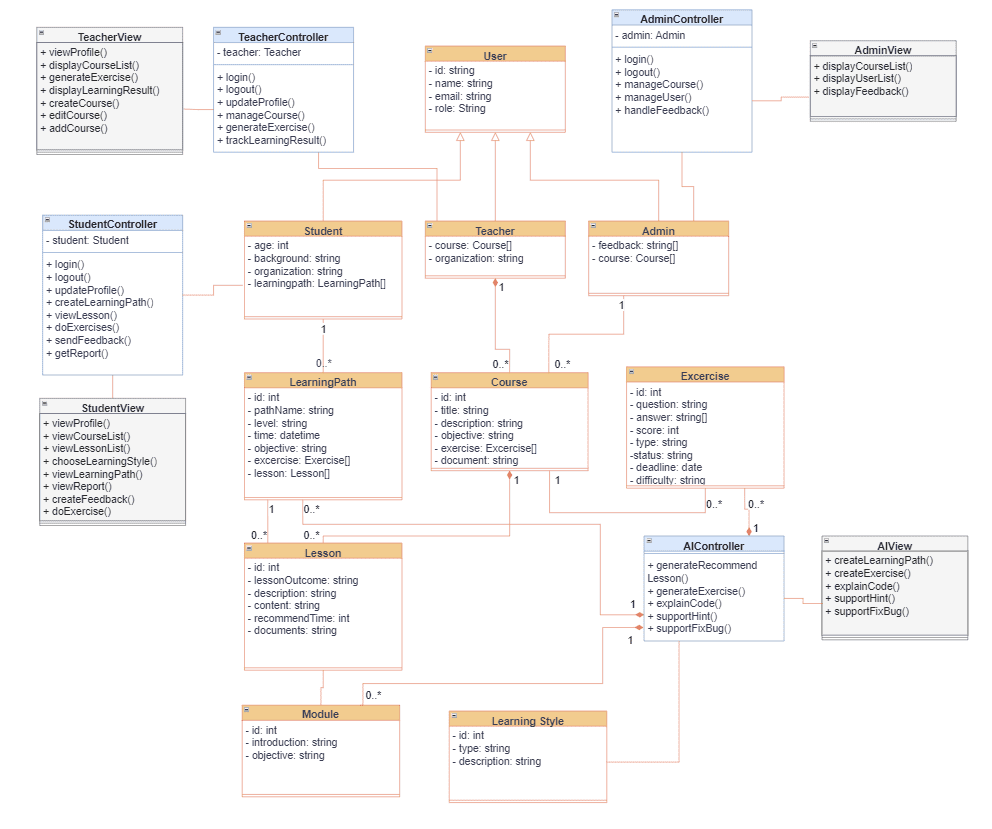 TeacherView
+ viewProfile()
+ displayCourseList()
+ generateExercise()
+ displayLearningResult()
+ createCourse()
+ editCourse()
+ addCourse()
TeacherController
- teacher: Teacher
+ login()
+ logout()
+ updateProfile()
+ manageCourse()
+ generateExercise()
+ trackLearningResult()
User
- id: string
- name: string
- email: string
- role: String
AdminController
- admin: Admin
+ login()
+ logout()
+ manageCourse()
+ manageUser()
+ handleFeedback()
AdminView
+ displayCourseList()
+ displayUserList()
+ displayFeedback()
StudentController
- student: Student
+ login()
+ logout()
+ updateProfile()
+ createLearningPath()
+ viewLesson()
+ doExercises()
+ sendFeedback()
+ getReport()
Student
- age: int
- background: string
- organization: string
- learningpath: LearningPath[]
Teacher
- course: Course[]
- organization: string
Admin
- feedback: string[]
- course: Course[]
1
1
1
0..*
0..*
0..*
StudentView
+ viewProfile()
+ viewCourseList()
+ viewLessonList()
+ chooseLearningStyle()
+ viewLearningPath()
+ viewReport()
+ createFeedback()
+ doExercise()
LearningPath
- id: int
- pathName: string
- level: string
- time: datetime
- objective: string
- excercise: Exercise[]
- lesson: Lesson[]
Course
- id: int
- title: string
- description: string
- objective: string
- exercise: Excercise[]
- document: string
Excercise
- id: int
- question: string
- answer: string[]
- score: int
- type: string
-status: string
- deadline: date
- difficulty: string
1
0..*
1
1
0..*
0..*
0..*
0..*
1
Lesson
- id: int
- lessonOutcome: string
- description: string
- content: string
- recommendTime: int
- documents: string
AIController
+ generateRecommend
Lesson()
+ generateExercise()
+ explainCode()
+ supportHint()
+ supportFixBug()
AIView
+ createLearningPath()
+ createExercise()
+ explainCode()
+ supportHint()
+ supportFixBug()
1
1
0..*
Module
- id: int
- introduction: string
- objective: string
Learning Style
- id: int
- type: string
- description: string